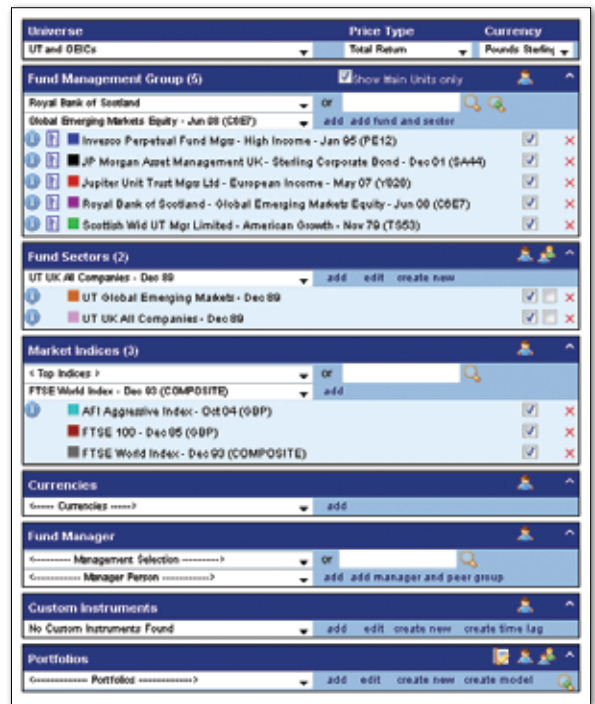 Universe Price Type Currency
UT and OEICs Total Return Pounds Sterling
Fund Management Group (5) Show Main Units only
Royal Bank of Scotland or
Global Emerging Markets Equity - Jun 08 (C6E7) add add fund and sector
Invesco Perpetual Fund Mgrs - High Income - Jan 95 (PE12)
JP Morgan Asset Management UK - Sterling Corporate Bond - Dec 01 (SA44)
Jupiter Unit Trust Mgrs Ltd - European Income - May 07 (Y820)
Royal Bank of Scotland - Global Emerging Markets Equity - Jun 08 (C6E7)
Scottish Wid UT Mgr Limited - American Growth - Nov 79 (TS53)
Fund Sectors (2)
UT UK All Companies - Dec 89 add edit create new
UT Global Emerging Markets - Dec 89
UT UK All Companies - Dec 89
Market Indices (3)
< Top Indices > or
FTSE World Index - Dec 93 (COMPOSITE) add
AFI Aggressive Index - Oct 04 (GBP)
FTSE 100 - Dec 85 (GBP)
FTSE World Index - Dec 93 (COMPOSITE)
Currencies
<----- Currencies -----> add
Fund Manager
<---------- Management Selection ----------> or
<------------ Manager Person ------------> add add manager and peer group
Custom Instruments
No Custom Instruments Found add edit create new create time lag
Portfolios
<------------- Portfolios -------------> add edit create new create model